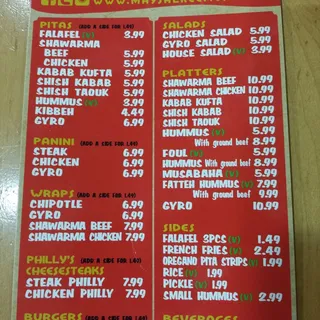 PITAS (ADD A SIDE FOR 1.49)
FALAFEL (V) 3.99
SHAWARMA
BEEF 5.99
CHICKEN 5.99
KABAB KUFTA 5.99
SHISH KABAB 5.99
SHISH TAOUK 5.99
HUMMUS (V) 3.99
KIBBEH 4.49
GYRO 6.99
PANINI (ADD A SIDE FOR 1.49)
STEAK 6.99
CHICKEN 6.99
GYRO 6.99
WRAPS (ADD A SIDE FOR 1.49)
CHIPOTLE 6.99
GYRO 6.99
SHAWARMA BEEF 7.99
SHAWARMA CHICKEN 7.99
PHILLY'S (ADD A SIDE FOR 1.49)
CHEESESTEAKS
STEAK PHILLY 7.99
CHICKEN PHILLY 7.99
BURGERS
SALADS
CHICKEN SALAD 5.99
GYRO SALAD 5.99
HOUSE SALAD (V) 3.99
PLATTERS
SHAWARMA BEEF 10.99
SHAWARMA CHICKEN 10.99
KABAB KUFTA 10.99
SHISH KABAB 10.99
SHISH TAOUK 10.99
HUMMUS (V) 5.99
With ground beef 8.99
FOUL (V) 5.99
With ground beef 8.99
MUSABAHA (V) 5.99
FATTEH HUMMUS (V) 7.99
With ground beef 9.99
GYRO 10.99
SIDES
FALAFEL 3PCS (V) 1.49
FRENCH FRIES (V) 2.49
OREGANO PITA STRIPS (V) 1.99
RICE (V) 1.99
PICKLE (V) 1.99
SMALL HUMMUS (V) 2.99
BEVERAGES